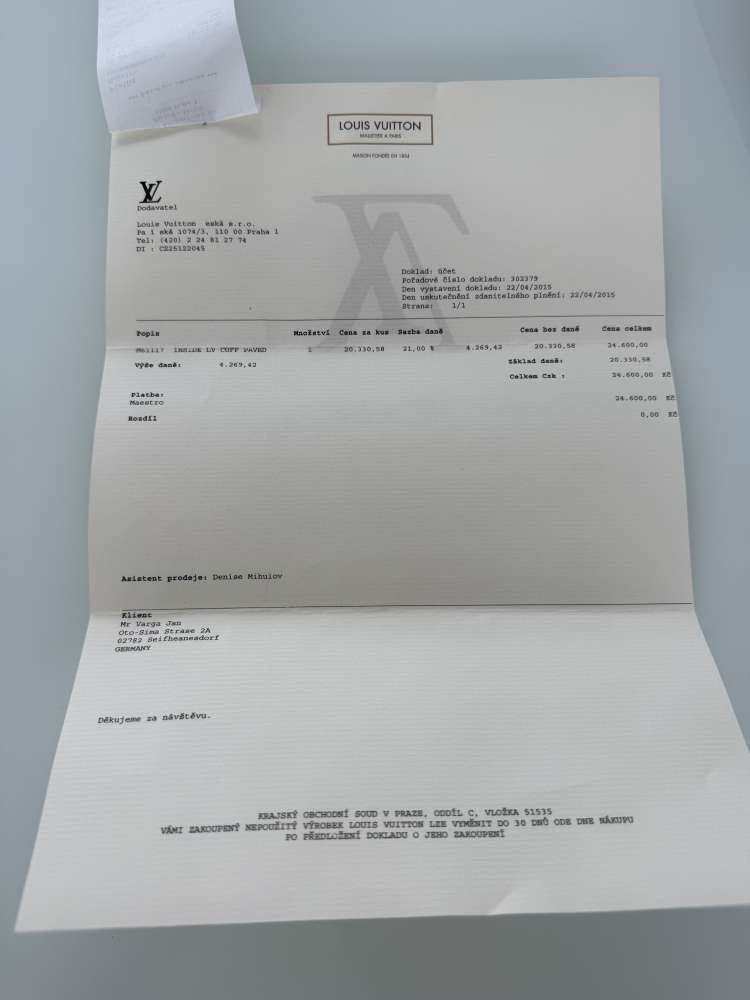 LOUIS VUITTON
MALLETIER A PARIS
MAISON FONDÉE EN 1854
LV
Dodavatel
Louis Vuitton eská s.r.o.
Pa í ská 1074/3, 110 00 Praha 1
Tel: (420) 2 24 81 27 74
DI : CZ25122045
Doklad: účet
Pořadové číslo dokladu: 302379
Den vystavení dokladu: 22/04/2015
Den uskutečnění zdanitelného plnění: 22/04/2015
Strana: 1/1
Popis Množství Cena za kus Sazba daně Cena bez daně Cena celkem
M61117 INSIDE LV CUFF PAVED 1 20.330,58 21,00 % 4.269,42 20.330,58 24.600,00
Výše daně: 4.269,42 Základ daně: 20.330,58
Celkem Czk : 24.600,00 Kč
Platba:
Maestro 24.600,00 Kč
Rozdíl 0,00 Kč
Asistent prodeje: Denise Mihulov
Klient
Mr Varga Jan
Oto-Sima Strase 2A
02782 Seifheanesdorf
GERMANY
Děkujeme za návštěvu.
KRAJSKÝ OBCHODNÍ SOUD V PRAZE, ODDÍL C, VLOŽKA 51535
VÁMI ZAKOUPENÝ NEPOUŽITÝ VÝROBEK LOUIS VUITTON LZE VYMĚNIT DO 30 DNŮ ODE DNE NÁKUPU
PO PŘEDLOŽENÍ DOKLADU O JEHO ZAKOUPENÍ